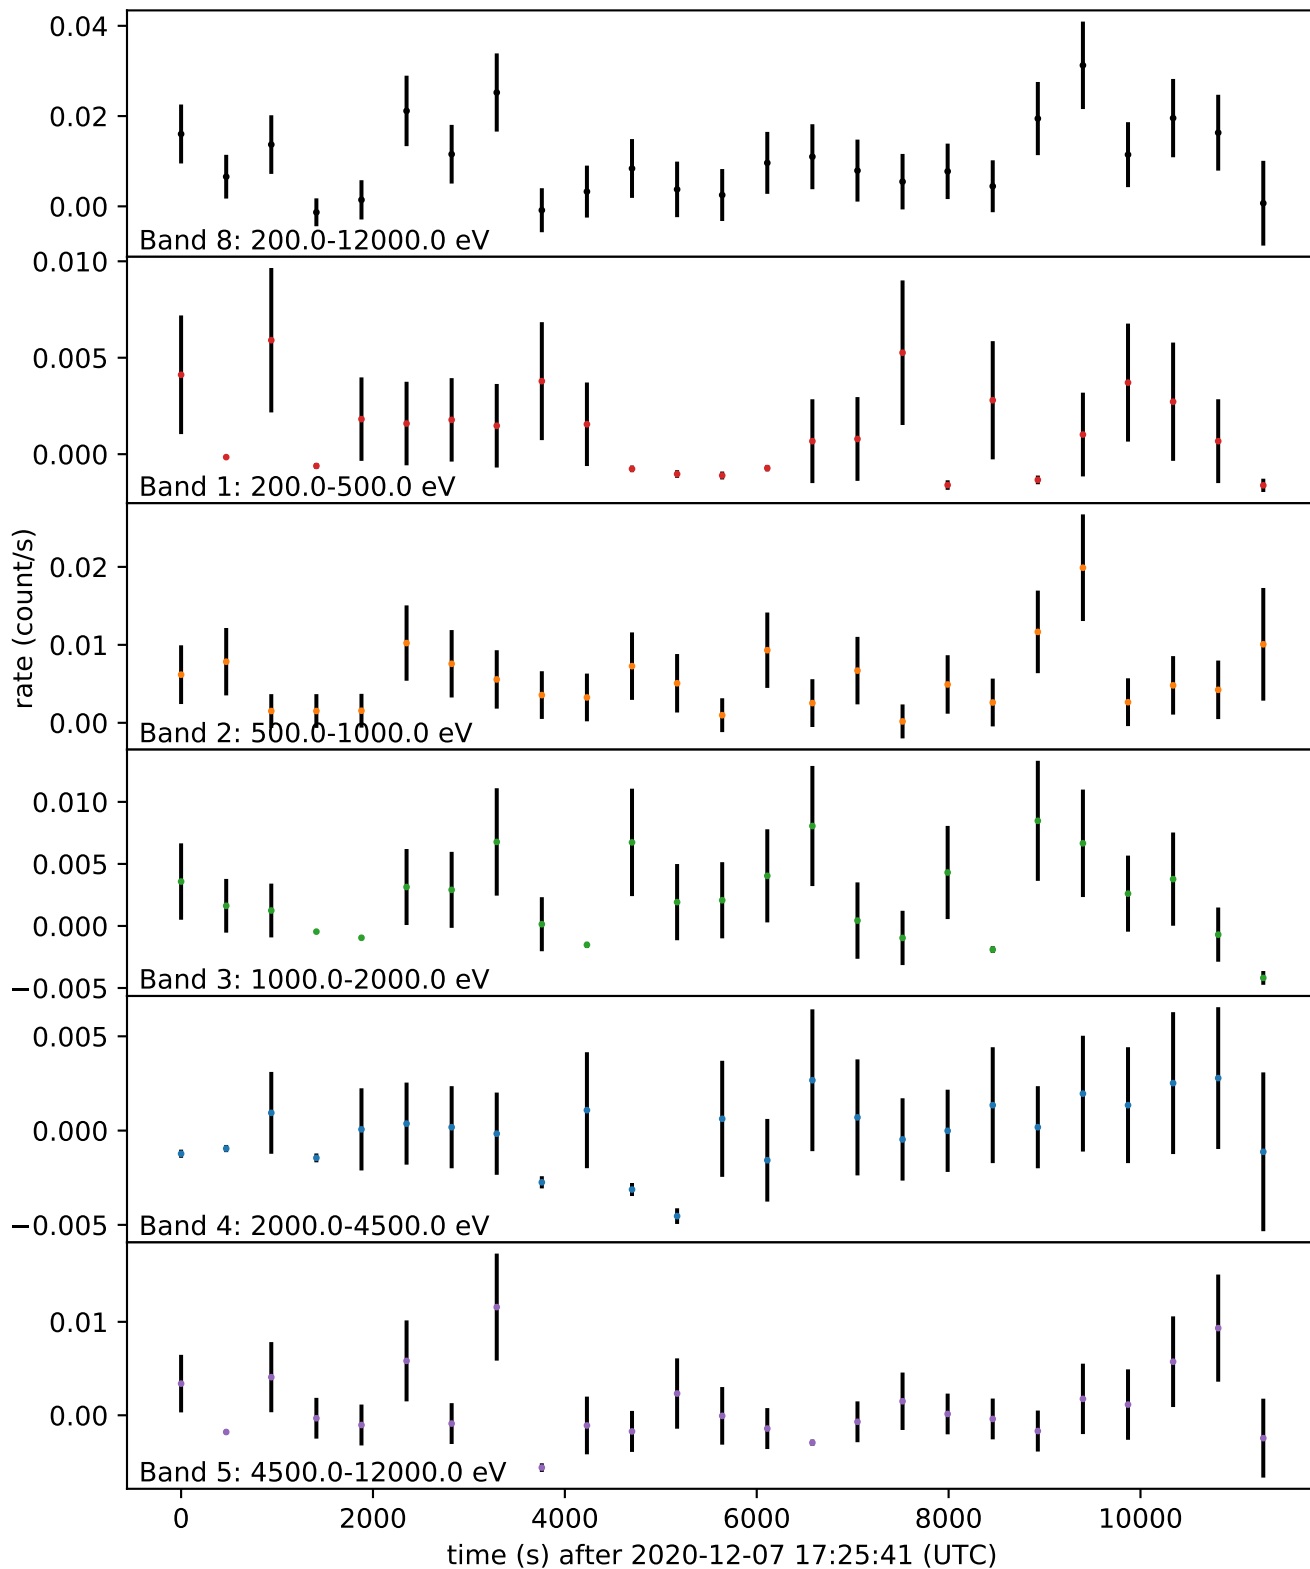 0.04
0.02
0.00
Band 8: 200.0-12000.0 eV
0.010
0.005
0.000
Band 1: 200.0-500.0 eV
rate (count/s)
0.02
0.01
0.00
Band 2: 500.0-1000.0 eV
0.010
0.005
0.000
−0.005
Band 3: 1000.0-2000.0 eV
0.005
0.000
−0.005
Band 4: 2000.0-4500.0 eV
0.01
0.00
Band 5: 4500.0-12000.0 eV
0 2000 4000 6000 8000 10000
time (s) after 2020-12-07 17:25:41 (UTC)